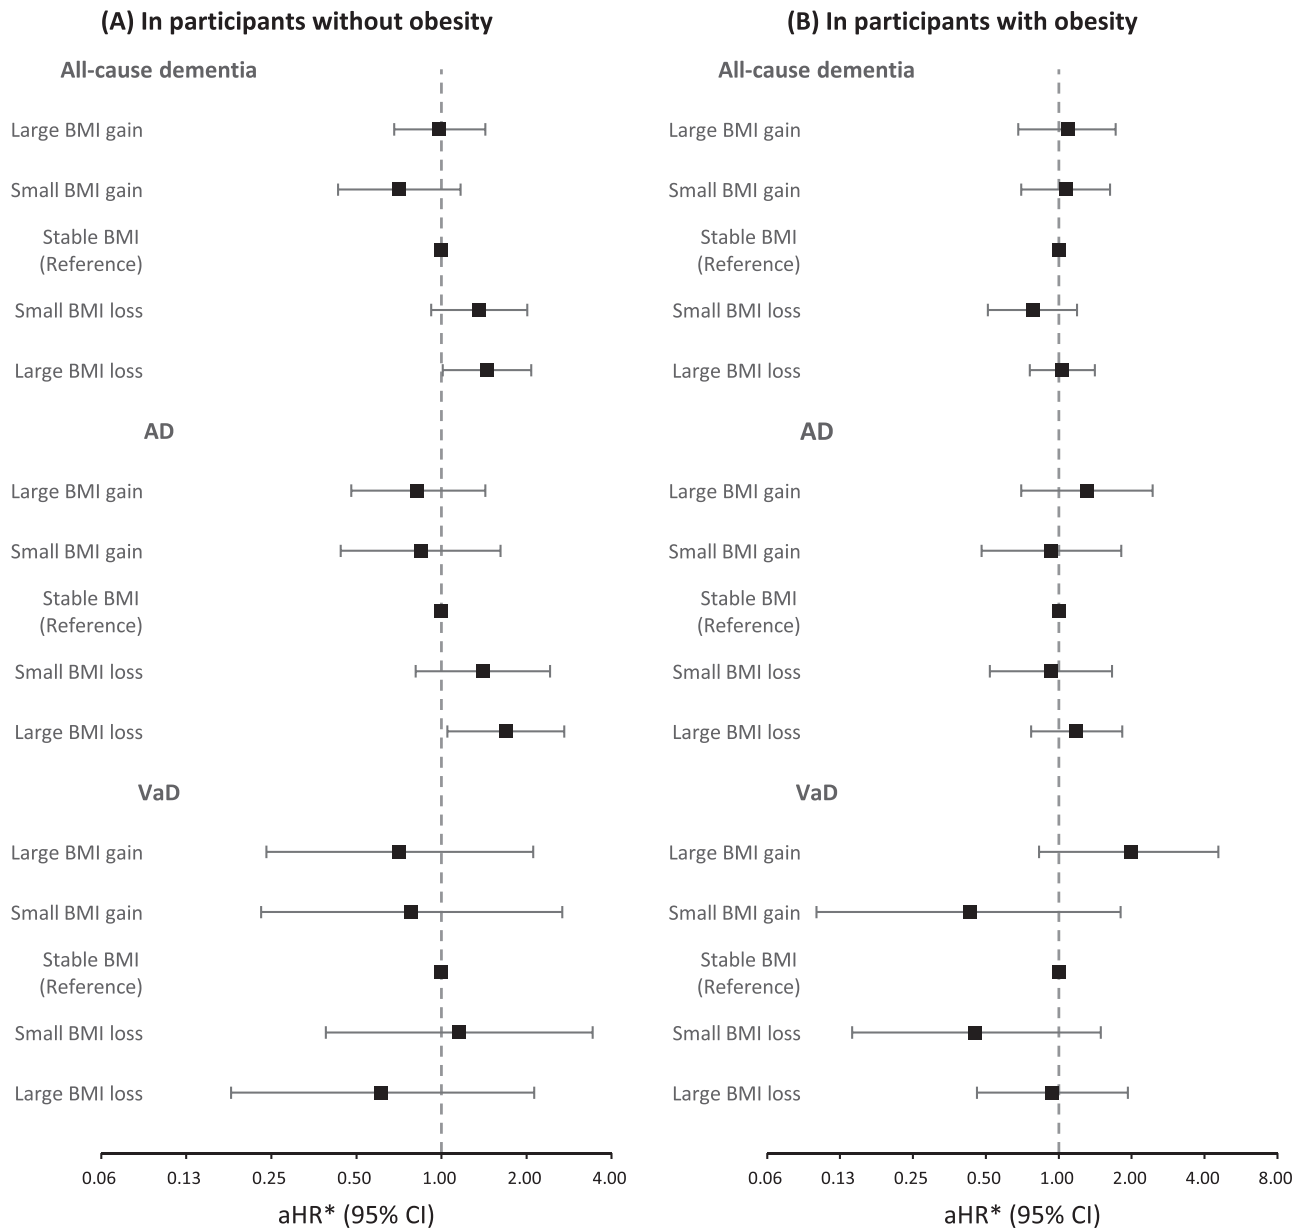 (A) In participants without obesity
All-cause dementia
Large BMI gain
Small BMI gain
Stable BMI
(Reference)
Small BMI loss
Large BMI loss
AD
Large BMI gain
Small BMI gain
Stable BMI
(Reference)
Small BMI loss
Large BMI loss
VaD
Large BMI gain
Small BMI gain
Stable BMI
(Reference)
Small BMI loss
Large BMI loss
0.06 0.13 0.25 0.50 1.00 2.00 4.00
aHR* (95% CI)
(B) In participants with obesity
All-cause dementia
Large BMI gain
Small BMI gain
Stable BMI
(Reference)
Small BMI loss
Large BMI loss
AD
Large BMI gain
Small BMI gain
Stable BMI
(Reference)
Small BMI loss
Large BMI loss
VaD
Large BMI gain
Small BMI gain
Stable BMI
(Reference)
Small BMI loss
Large BMI loss
0.06 0.13 0.25 0.50 1.00 2.00 4.00 8.00
aHR* (95% CI)